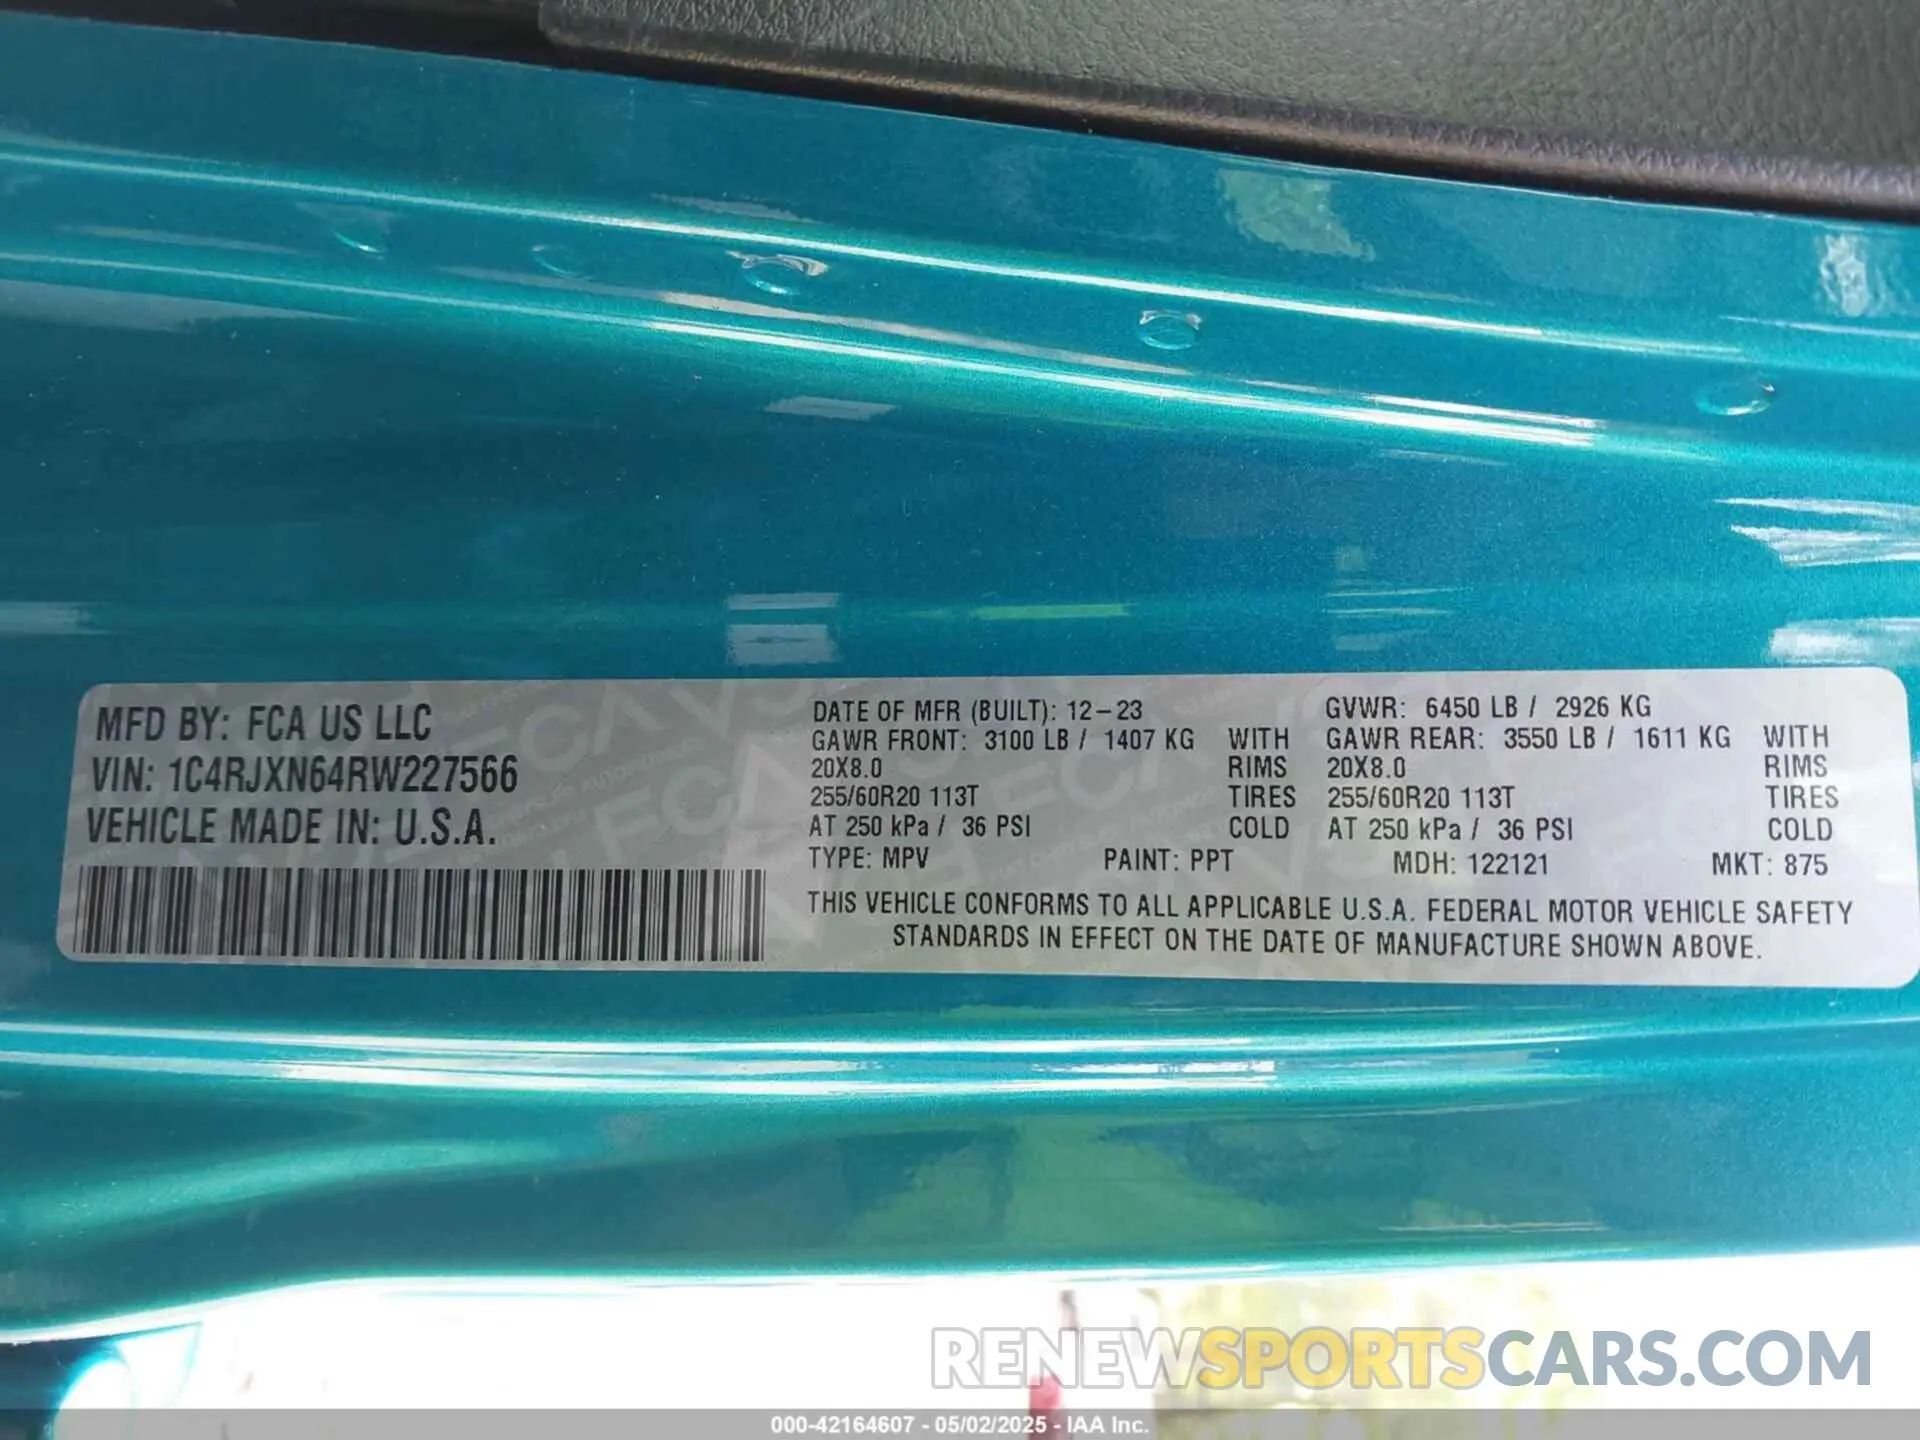 MFD BY: FCA US LLC
VIN: 1C4RJXN64RW227566
VEHICLE MADE IN: U.S.A.
DATE OF MFR (BUILT): 12-23
GVWR: 6450 LB / 2926 KG
GAWR FRONT: 3100 LB / 1407 KG WITH
GAWR REAR: 3550 LB / 1611 KG WITH
20X8.0 RIMS
20X8.0 RIMS
255/60R20 113T TIRES
255/60R20 113T TIRES
AT 250 kPa / 36 PSI COLD
AT 250 kPa / 36 PSI COLD
TYPE: MPV PAINT: PPT MDH: 122121 MKT: 875
THIS VEHICLE CONFORMS TO ALL APPLICABLE U.S.A. FEDERAL MOTOR VEHICLE SAFETY
STANDARDS IN EFFECT ON THE DATE OF MANUFACTURE SHOWN ABOVE.
RENEWSPORTSCARS.COM
000-42164607 - 05/02/2025 - IAA Inc.